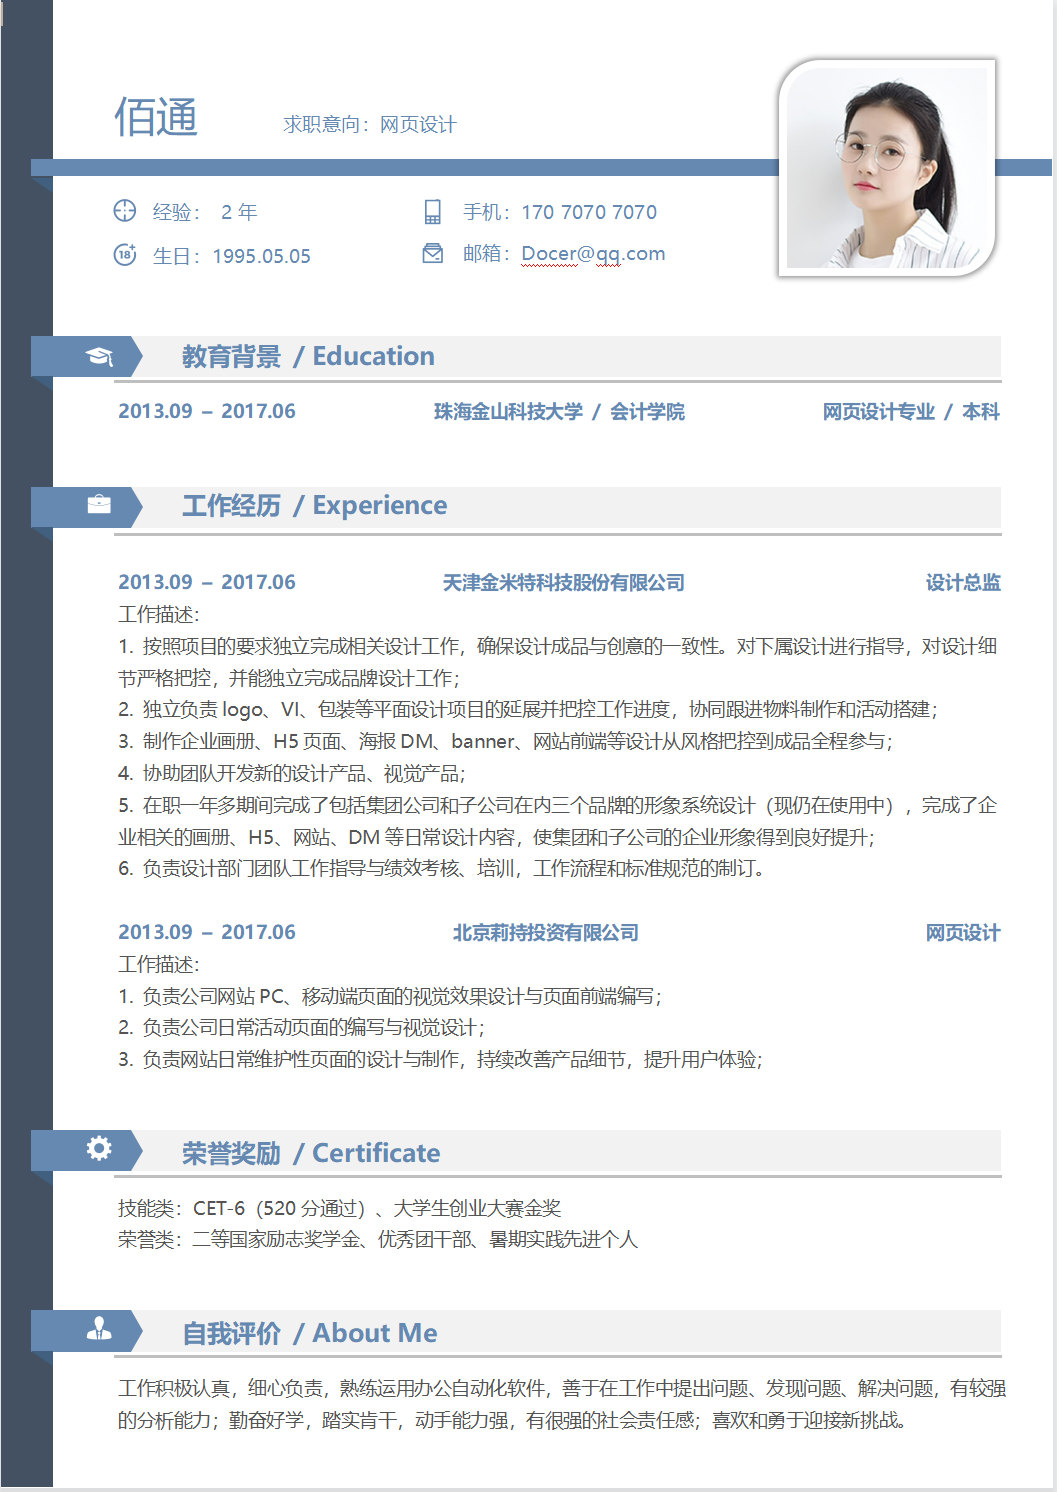 佰通
求职意向：网页设计
经验： 2 年
手机：170 7070 7070
18+
生日：1995.05.05
邮箱：Docer@qq.com
教育背景 / Education
2013.09 – 2017.06 珠海金山科技大学 / 会计学院 网页设计专业 / 本科
工作经历 / Experience
2013.09 – 2017.06 天津金米特科技股份有限公司 设计总监
工作描述：
1. 按照项目的要求独立完成相关设计工作，确保设计成品与创意的一致性。对下属设计进行指导，对设计细
节严格把控，并能独立完成品牌设计工作；
2. 独立负责 logo、VI、包装等平面设计项目的延展并把控工作进度，协同跟进物料制作和活动搭建；
3. 制作企业画册、H5 页面、海报 DM、banner、网站前端等设计从风格把控到成品全程参与；
4. 协助团队开发新的设计产品、视觉产品；
5. 在职一年多期间完成了包括集团公司和子公司在内三个品牌的形象系统设计（现仍在使用中），完成了企
业相关的画册、H5、网站、DM 等日常设计内容，使集团和子公司的企业形象得到良好提升；
6. 负责设计部门团队工作指导与绩效考核、培训，工作流程和标准规范的制订。
2013.09 – 2017.06 北京莉持投资有限公司 网页设计
工作描述：
1. 负责公司网站 PC、移动端页面的视觉效果设计与页面前端编写；
2. 负责公司日常活动页面的编写与视觉设计；
3. 负责网站日常维护性页面的设计与制作，持续改善产品细节，提升用户体验；
荣誉奖励 / Certificate
技能类：CET-6（520 分通过）、大学生创业大赛金奖
荣誉类：二等国家励志奖学金、优秀团干部、暑期实践先进个人
自我评价 / About Me
工作积极认真，细心负责，熟练运用办公自动化软件，善于在工作中提出问题、发现问题、解决问题，有较强
的分析能力；勤奋好学，踏实肯干，动手能力强，有很强的社会责任感；喜欢和勇于迎接新挑战。